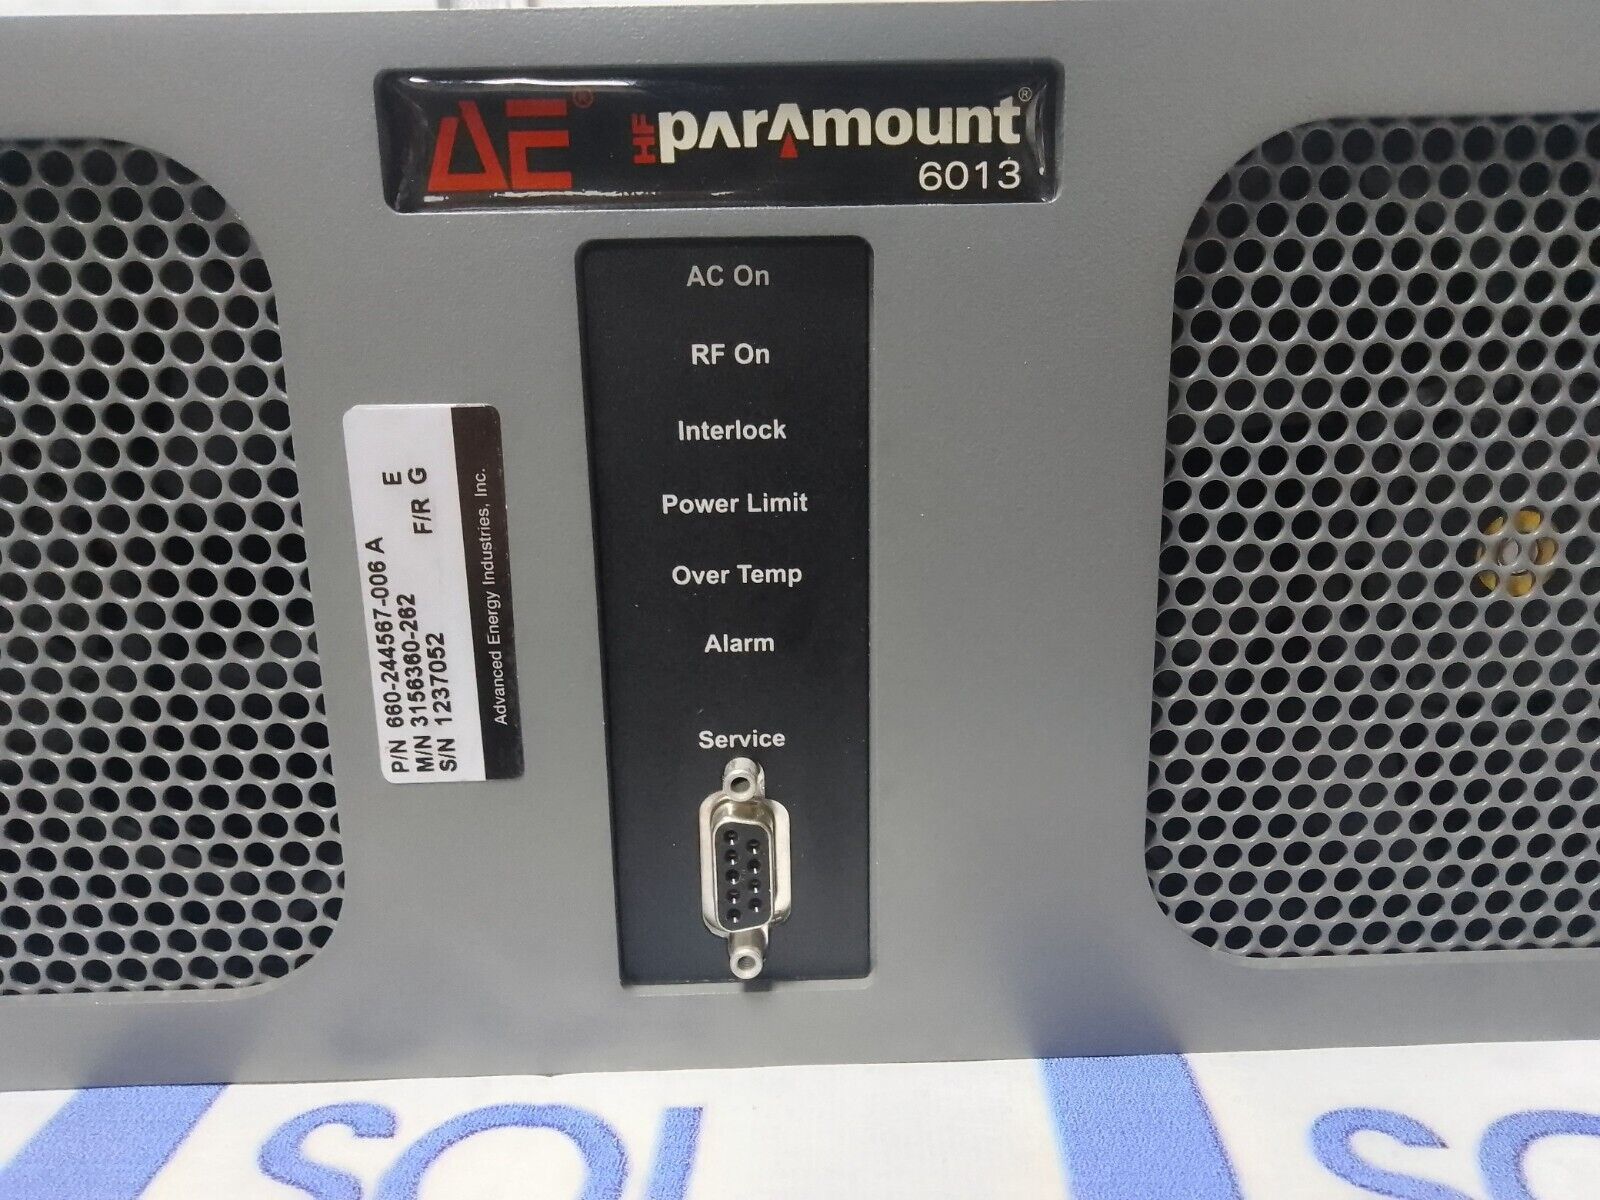 AE®
HF parAmount®
6013
AC On
RF On
Interlock
Power Limit
Over Temp
Alarm
Service
P/N 660-244567-006 A E
M/N 31563360-262 F/R G
S/N 1237052
Advanced Energy Industries, Inc.